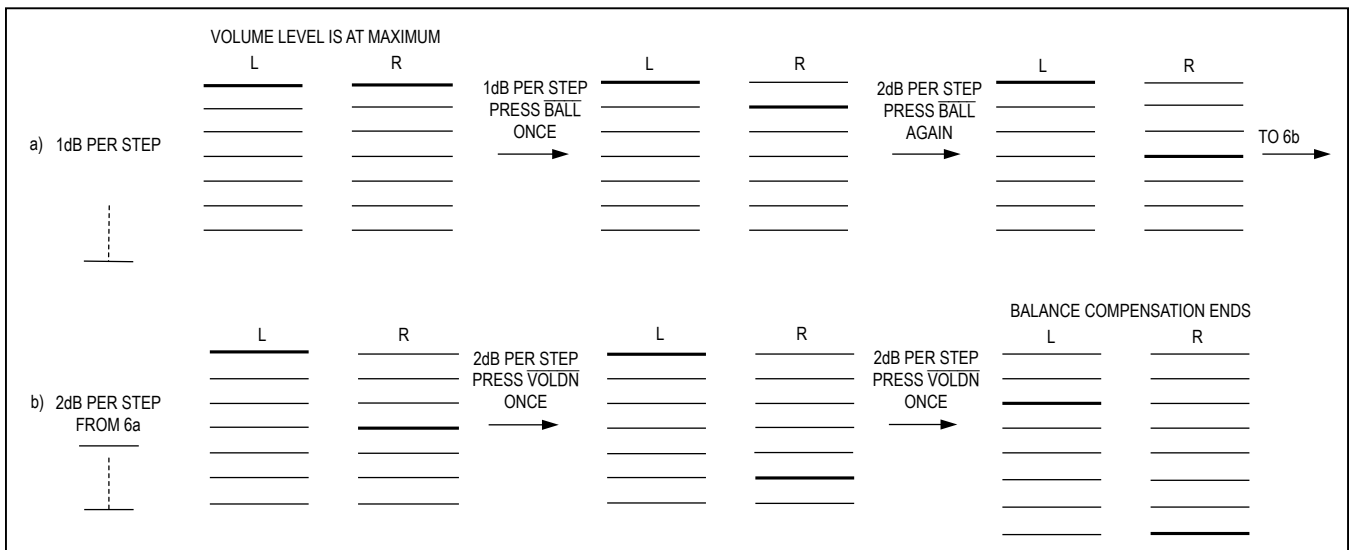 VOLUME LEVEL IS AT MAXIMUM
L
R
a) 1dB PER STEP
1dB PER STEP
PRESS BALL
ONCE
L
R
2dB PER STEP
PRESS BALL
AGAIN
L
R
TO 6b
b) 2dB PER STEP
FROM 6a
L
R
2dB PER STEP
PRESS VOLDN
ONCE
L
R
2dB PER STEP
PRESS VOLDN
ONCE
BALANCE COMPENSATION ENDS
L
R